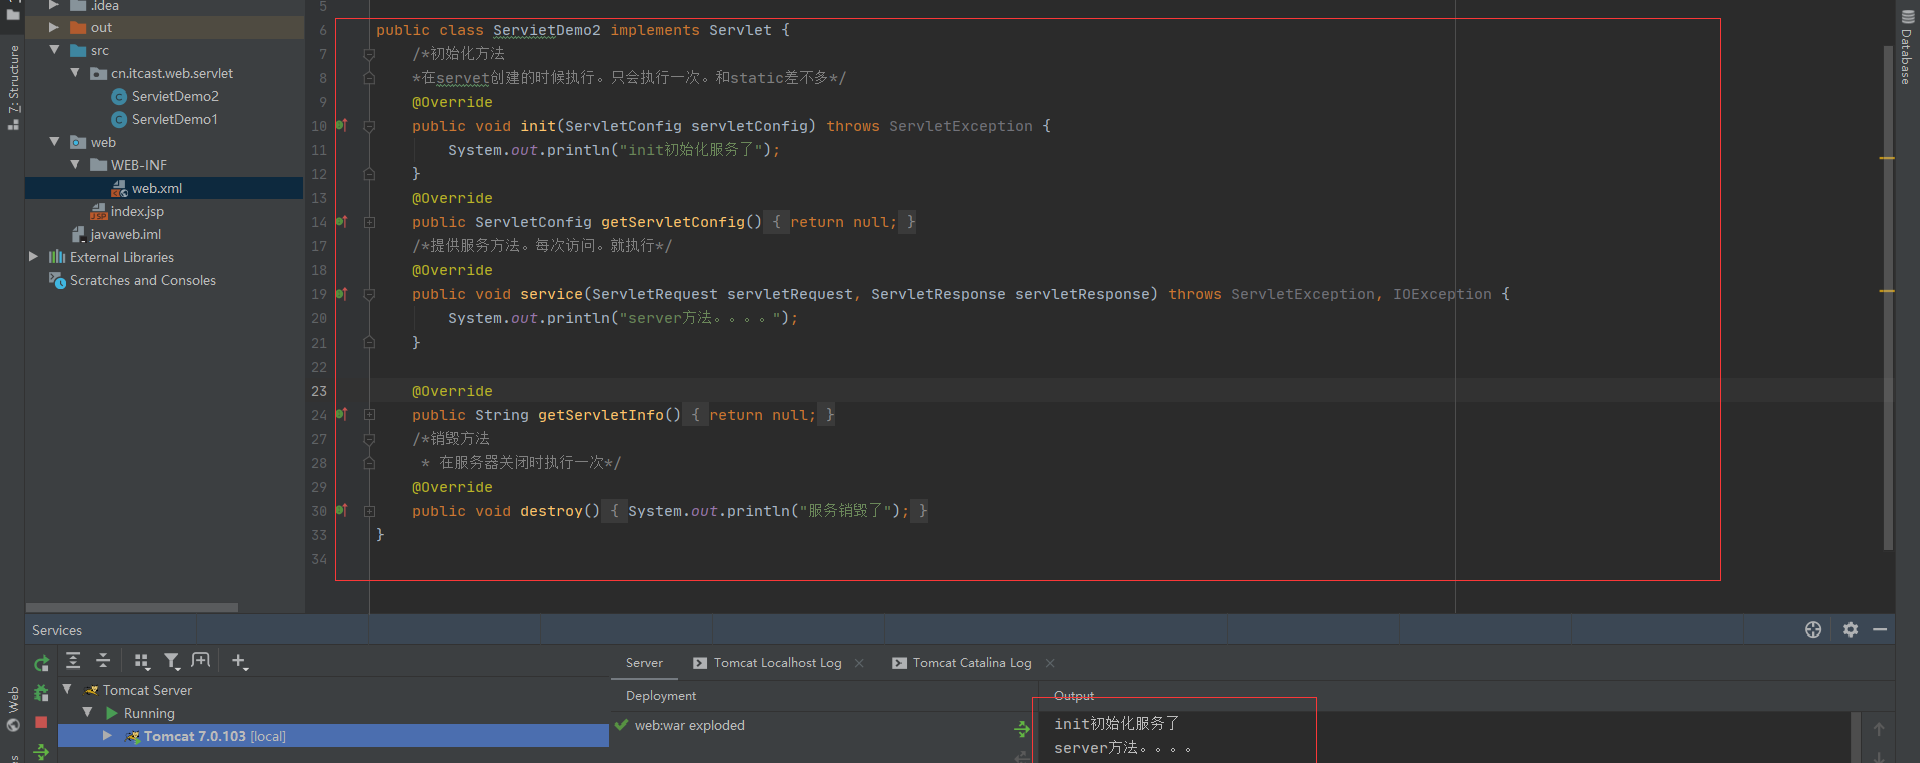 .idea
out
src
cn.itcast.web.servlet
ServietDemo2
ServletDemo1
web
WEB-INF
web.xml
index.jsp
javaweb.iml
External Libraries
Scratches and Consoles
7: Structure
Web
Database
5
6 public class ServietDemo2 implements Servlet {
7 /*初始化方法
8 *在servet创建的时候执行。只会执行一次。和static差不多*/
9 @Override
10 public void init(ServletConfig servletConfig) throws ServletException {
11 System.out.println("init初始化服务了");
12 }
13 @Override
14 public ServletConfig getServletConfig() { return null; }
17 /*提供服务方法。每次访问。就执行*/
18 @Override
19 public void service(ServletRequest servletRequest, ServletResponse servletResponse) throws ServletException, IOException {
20 System.out.println("server方法。。。。");
21 }
22
23 @Override
24 public String getServletInfo() { return null; }
27 /*销毁方法
28 * 在服务器关闭时执行一次*/
29 @Override
30 public void destroy() { System.out.println("服务销毁了"); }
33 }
34
Services
Server
Tomcat Localhost Log
Tomcat Catalina Log
Tomcat Server
Running
Tomcat 7.0.103 [local]
Deployment
web:war exploded
Output
init初始化服务了
server方法。。。。